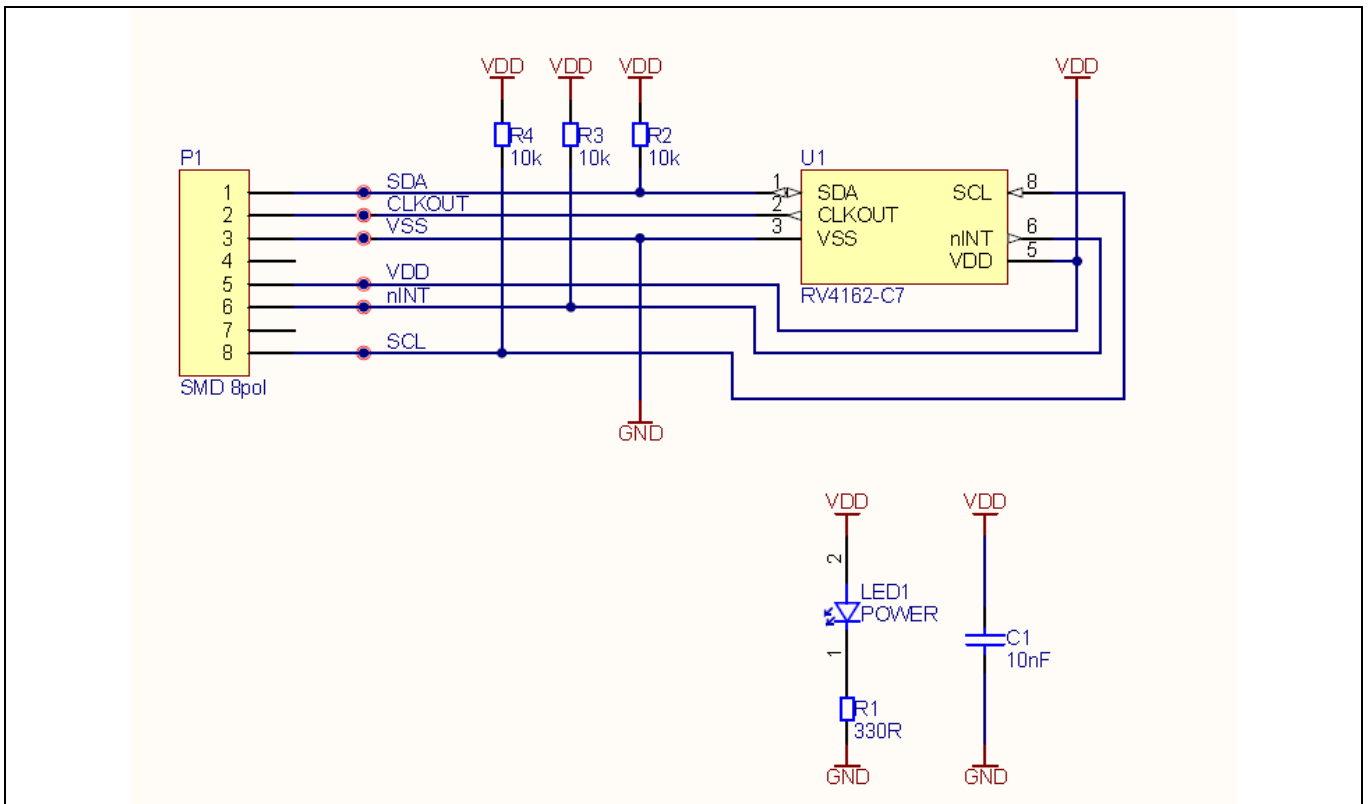 VDD VDD VDD VDD
R4 R3 R2
10k 10k 10k
P1 U1
1 SDA 1 SDA SCL 8
2 CLKOUT 2 CLKOUT
3 VSS 3 VSS nINT 6
4 VDD 5
5 VDD
6 nINT RV4162-C7
7
8 SCL
SMD 8pol
GND
VDD VDD
2
LED1
POWER
1
C1
10nF
R1
330R
GND GND